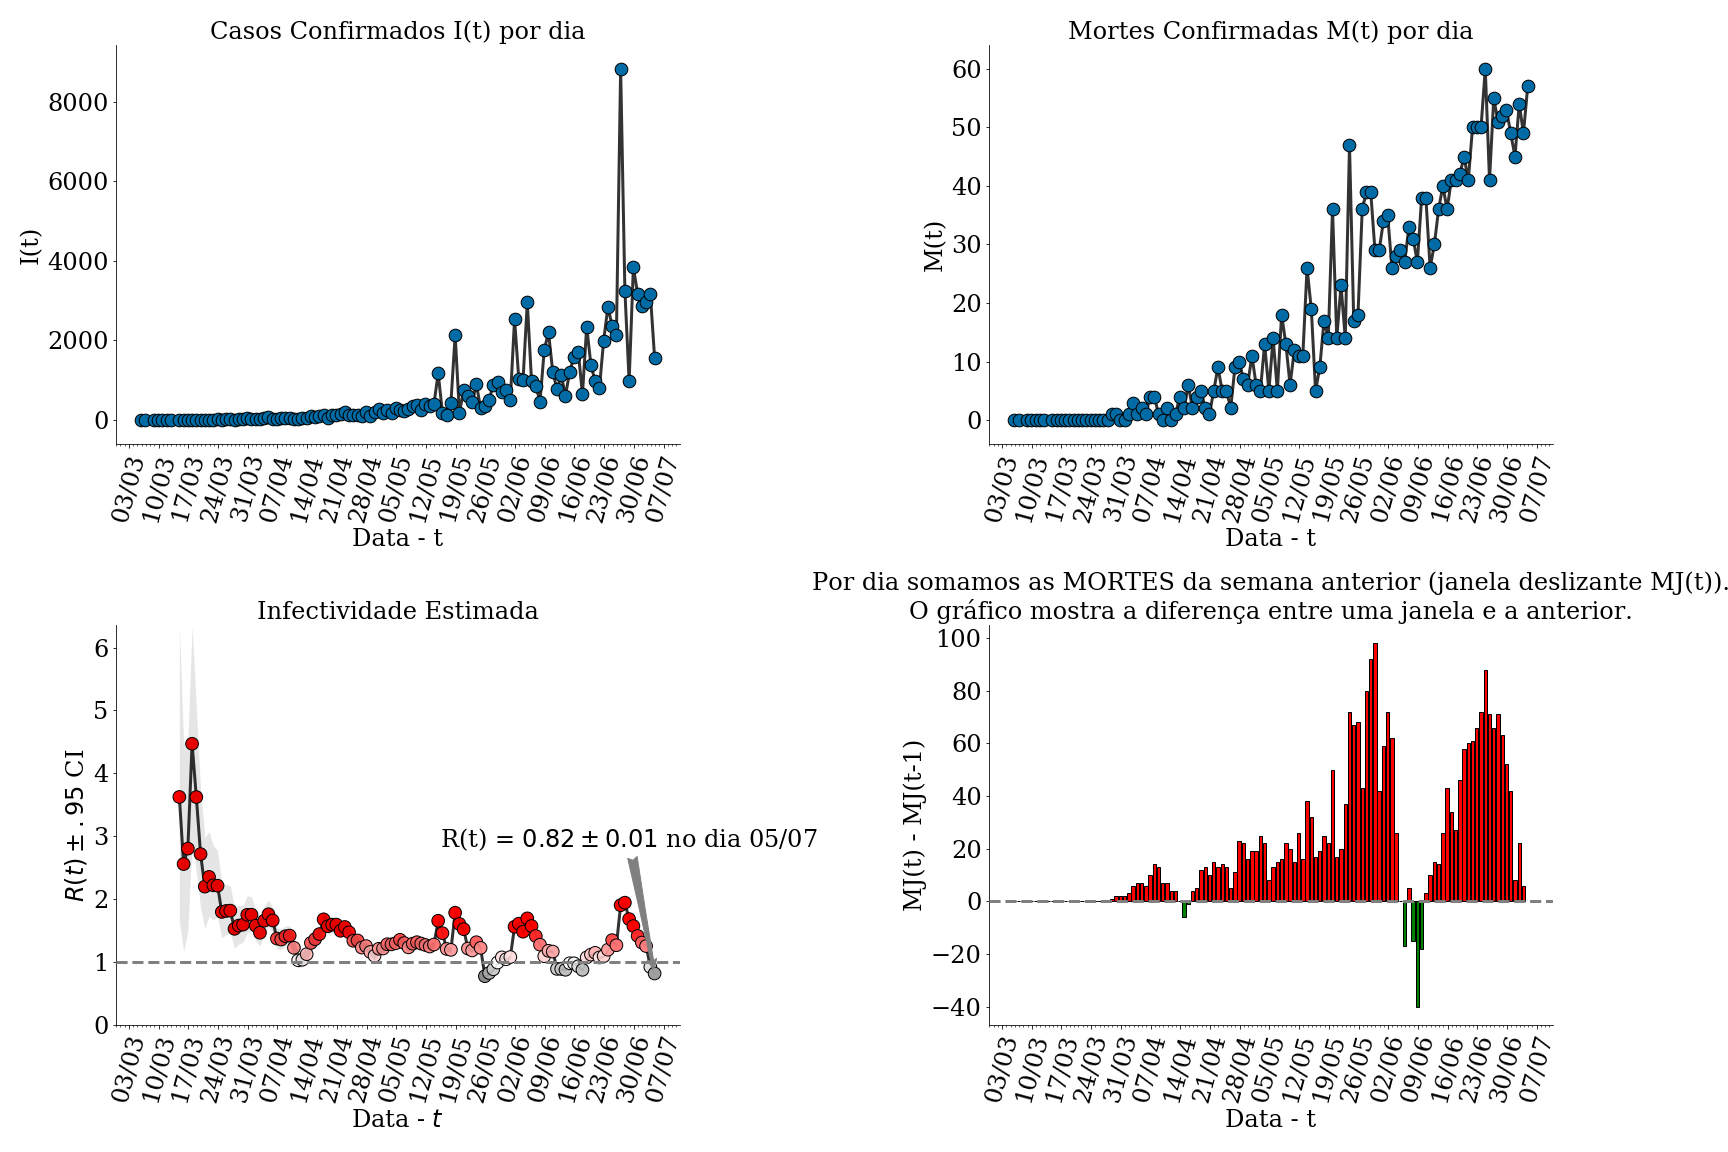 Casos Confirmados I(t) por dia
I(t)
8000
6000
4000
2000
0
03/03 10/03 17/03 24/03 31/03 07/04 14/04 21/04 28/04 05/05 12/05 19/05 26/05 02/06 09/06 16/06 23/06 30/06 07/07
Data - t
Mortes Confirmadas M(t) por dia
M(t)
60
50
40
30
20
10
0
03/03 10/03 17/03 24/03 31/03 07/04 14/04 21/04 28/04 05/05 12/05 19/05 26/05 02/06 09/06 16/06 23/06 30/06 07/07
Data - t
Infectividade Estimada
R(t) ± .95 CI
6
5
4
3
2
1
0
R(t) = 0.82 ± 0.01 no dia 05/07
03/03 10/03 17/03 24/03 31/03 07/04 14/04 21/04 28/04 05/05 12/05 19/05 26/05 02/06 09/06 16/06 23/06 30/06 07/07
Data - t
Por dia somamos as MORTES da semana anterior (janela deslizante MJ(t)).
O gráfico mostra a diferença entre uma janela e a anterior.
MJ(t) - MJ(t-1)
100
80
60
40
20
0
−20
−40
03/03 10/03 17/03 24/03 31/03 07/04 14/04 21/04 28/04 05/05 12/05 19/05 26/05 02/06 09/06 16/06 23/06 30/06 07/07
Data - t